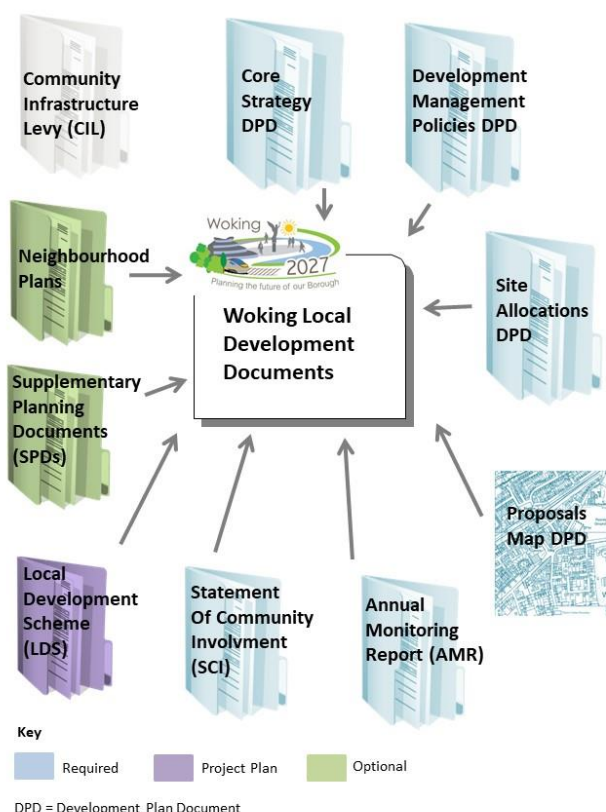 Community
Infrastructure
Levy (CIL)
Core
Strategy
DPD
Development
Management
Policies DPD
Neighbourhood
Plans
Woking
2027
Planning the future of our Borough
Woking Local
Development
Documents
Site
Allocations
DPD
Supplementary
Planning
Documents
(SPDs)
Proposals
Map DPD
Local
Development
Scheme
(LDS)
Statement
Of Community
Involvment
(SCI)
Annual
Monitoring
Report (AMR)
Key
Required
Project Plan
Optional
DPD = Development Plan Document